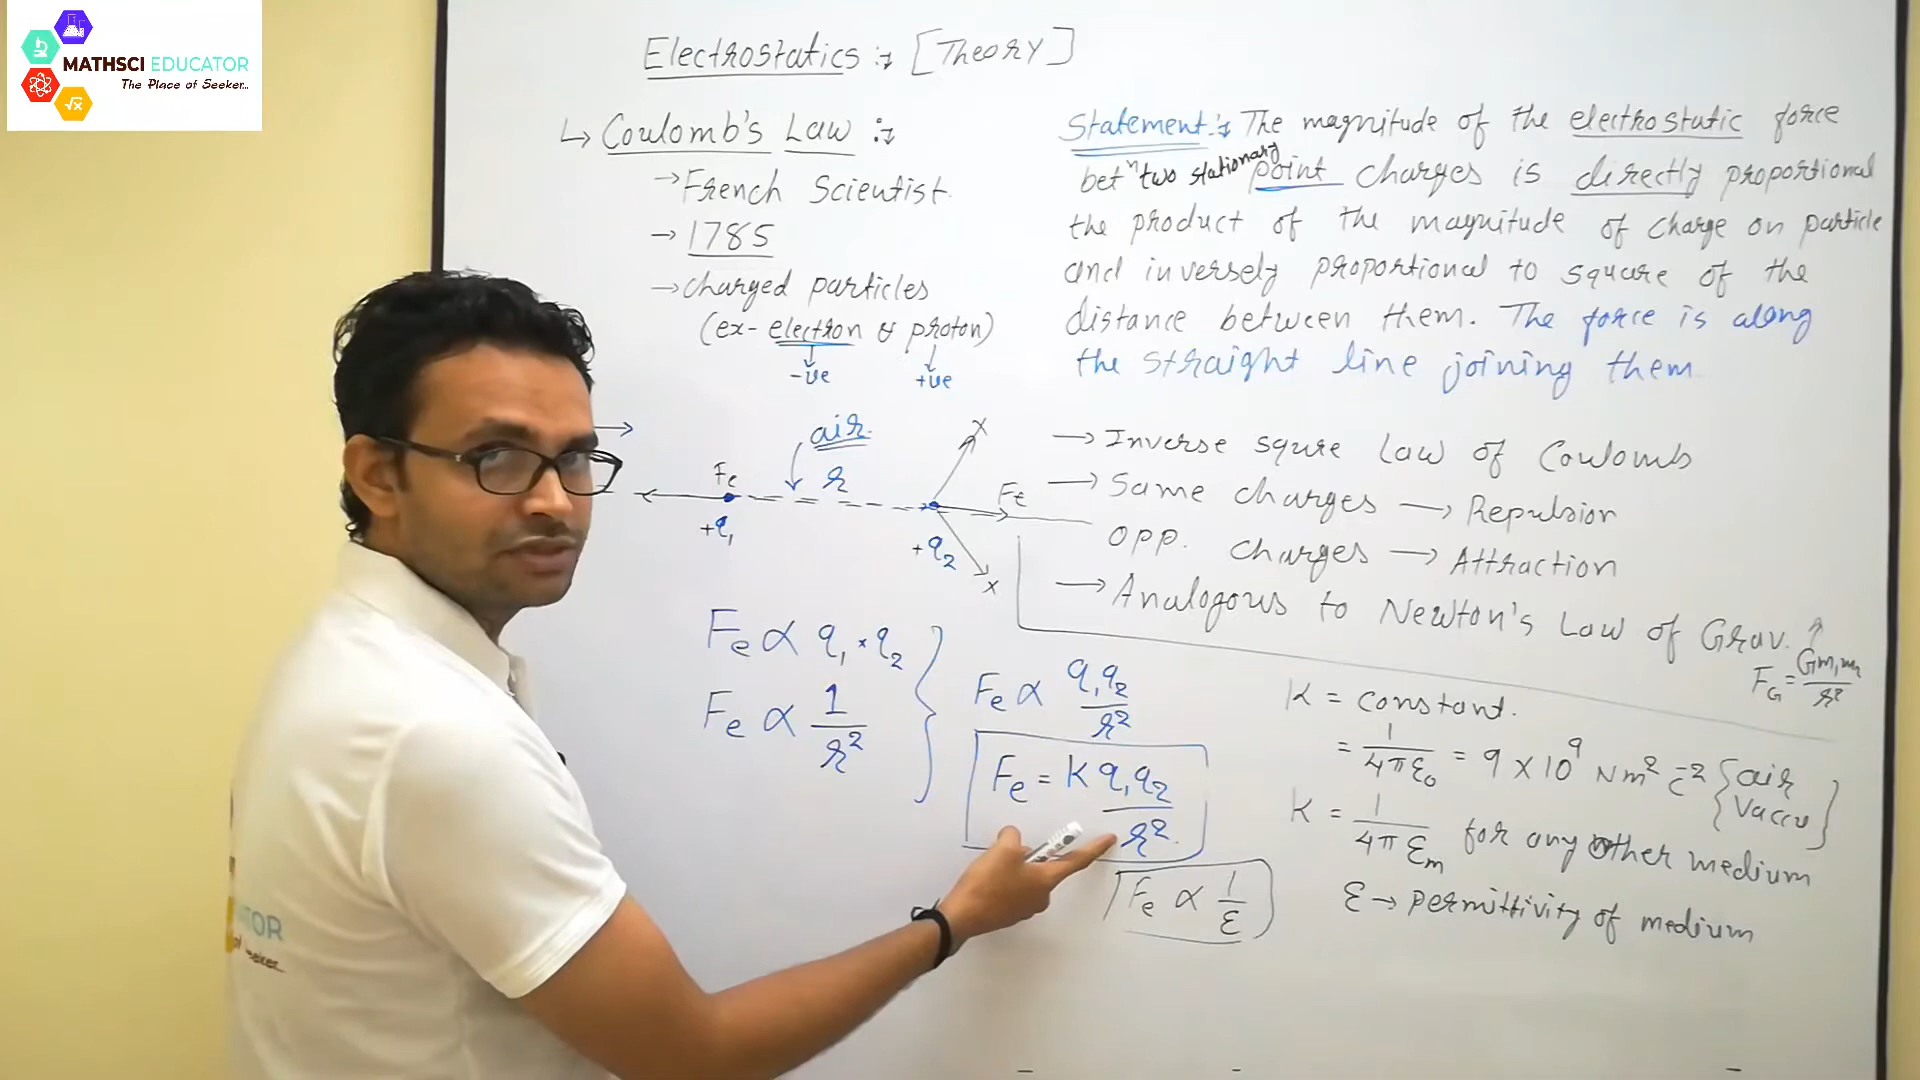 MATHSCI EDUCATOR
The Place of Seeker...
Electrostatics :→ [Theory]
↳ Coulomb's Law :→
→ French Scientist
→ 1785
→ charged particles
(ex- electron & proton)
-ve +ve
air
Fe r Fe
+q₁ +q₂
x
x
Fe ∝ q₁ × q₂
Fe ∝ 1/r²
Fe ∝ q₁q₂/r²
Fe = K q₁q₂/r²
Fe ∝ 1/ε
Statement :→ The magnitude of the electrostatic force
betⁿ two stationary point charges is directly proportional
the product of the magnitude of charge on particle
and inversely proportional to square of the
distance between them. The force is along
the straight line joining them
→ Inverse squre Law of Coulomb
→ Same charges → Repulsion
opp. charges → Attraction
→ Analogous to Newton's Law of Grav.
F_G = Gm₁m₂/r²
K = constant.
= 1/4πε₀ = 9 × 10⁹ Nm² C⁻² {air
Vaccu}
K = 1/4πεm for any other medium
ε → permittivity of medium